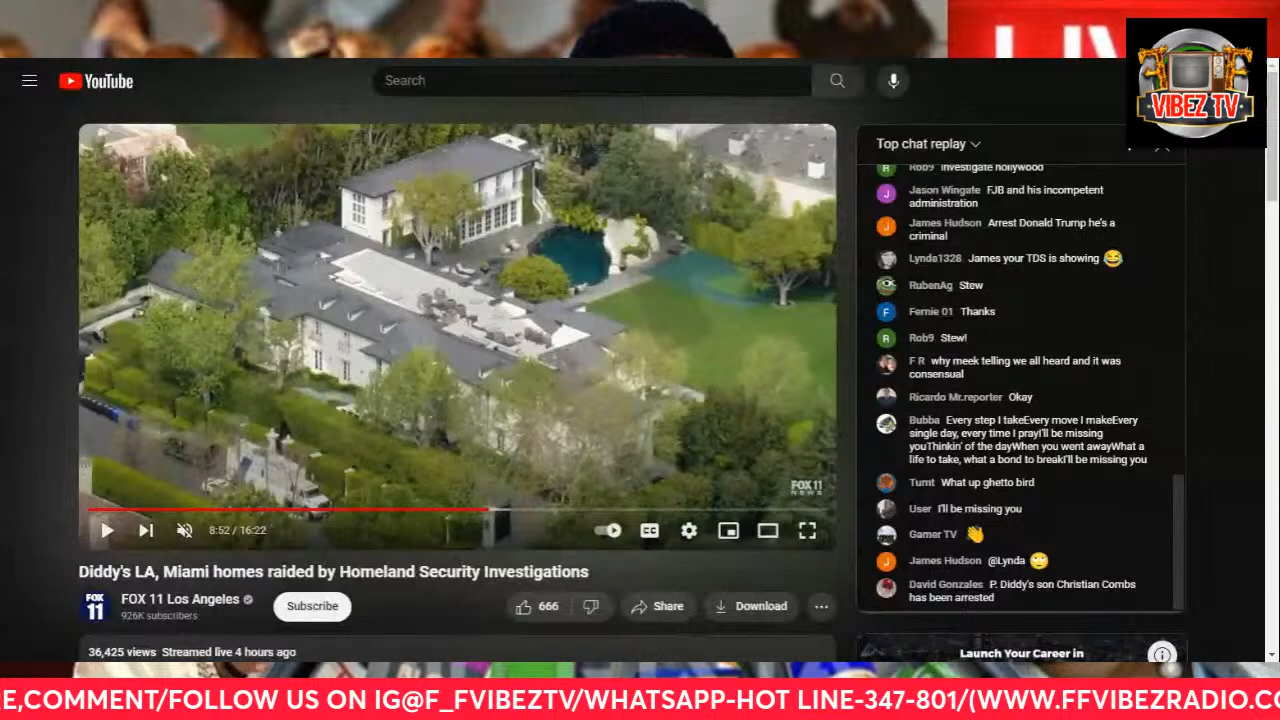 LIV
YouTube
Search
VIBEZ TV
Top chat replay
Rob9 Investigate hollywood
Jason Wingate FJB and his incompetent
administration
James Hudson Arrest Donald Trump he's a
criminal
Lynda1328 James your TDS is showing 😂
RubenAg Stew
Fernie 01 Thanks
Rob9 Stew!
F R why meek telling we all heard and it was
consensual
Ricardo Mr.reporter Okay
Bubba Every step I takeEvery move I makeEvery
single day, every time I prayI'll be missing
youThinkin' of the dayWhen you went awayWhat a
life to take, what a bond to breakI'll be missing you
Turnt What up ghetto bird
User I'll be missing you
Gamer TV 👏
James Hudson @Lynda 🙄
David Gonzales P. Diddy's son Christian Combs
has been arrested
FOX 11
NEWS
8:52 / 16:22
CC
Diddy's LA, Miami homes raided by Homeland Security Investigations
FOX 11
FOX 11 Los Angeles
926K subscribers
Subscribe
666
Share
Download
36,425 views Streamed live 4 hours ago
Launch Your Career in
RE,COMMENT/FOLLOW US ON IG@F_FVIBEZTV/WHATSAPP-HOT LINE-347-801/(WWW.FFVIBEZRADIO.CO